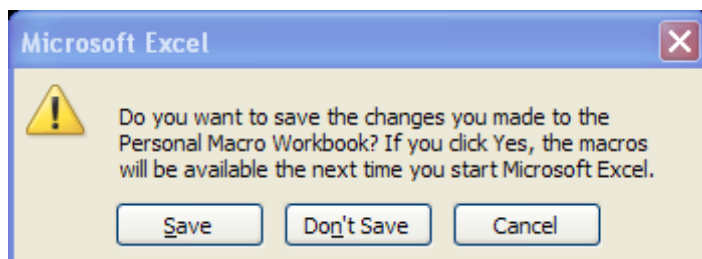 Microsoft Excel
Do you want to save the changes you made to the
Personal Macro Workbook? If you click Yes, the macros
will be available the next time you start Microsoft Excel.
Save Don't Save Cancel